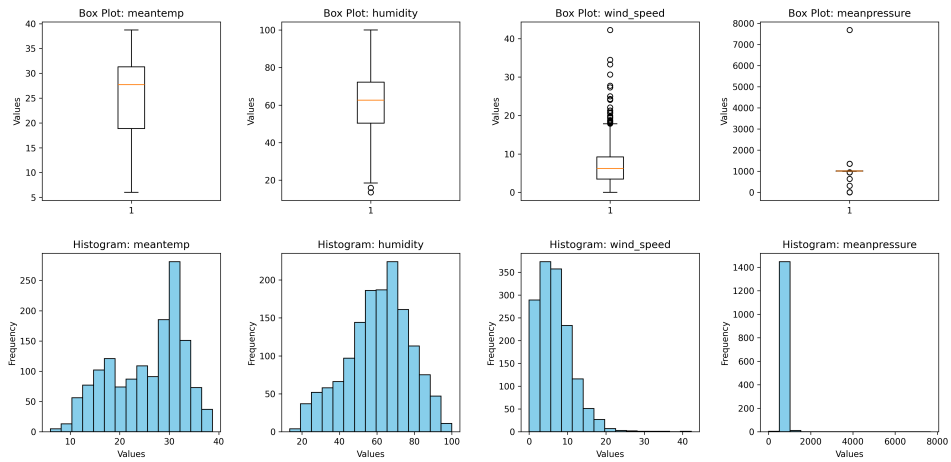 Box Plot: meantemp
Values
40
35
30
25
20
15
10
5
1
Box Plot: humidity
Values
100
80
60
40
20
1
Box Plot: wind_speed
Values
40
30
20
10
0
1
Box Plot: meanpressure
Values
8000
7000
6000
5000
4000
3000
2000
1000
0
1
Histogram: meantemp
Frequency
250
200
150
100
50
0
10 20 30 40
Values
Histogram: humidity
Frequency
200
150
100
50
0
20 40 60 80 100
Values
Histogram: wind_speed
Frequency
350
300
250
200
150
100
50
0
0 10 20 30 40
Values
Histogram: meanpressure
Frequency
1400
1200
1000
800
600
400
200
0
0 2000 4000 6000 8000
Values